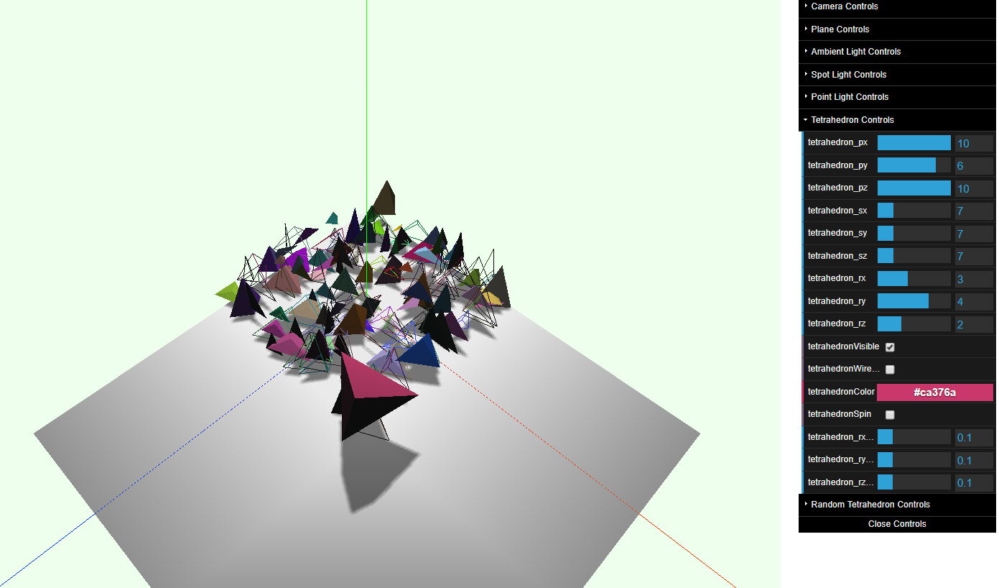 Camera Controls
Plane Controls
Ambient Light Controls
Spot Light Controls
Point Light Controls
Tetrahedron Controls
tetrahedron_px 10
tetrahedron_py 6
tetrahedron_pz 10
tetrahedron_sx 7
tetrahedron_sy 7
tetrahedron_sz 7
tetrahedron_rx 3
tetrahedron_ry 4
tetrahedron_rz 2
tetrahedronVisible
tetrahedronWire...
tetrahedronColor #ca376a
tetrahedronSpin
tetrahedron_rx... 0.1
tetrahedron_ry... 0.1
tetrahedron_rz... 0.1
Random Tetrahedron Controls
Close Controls